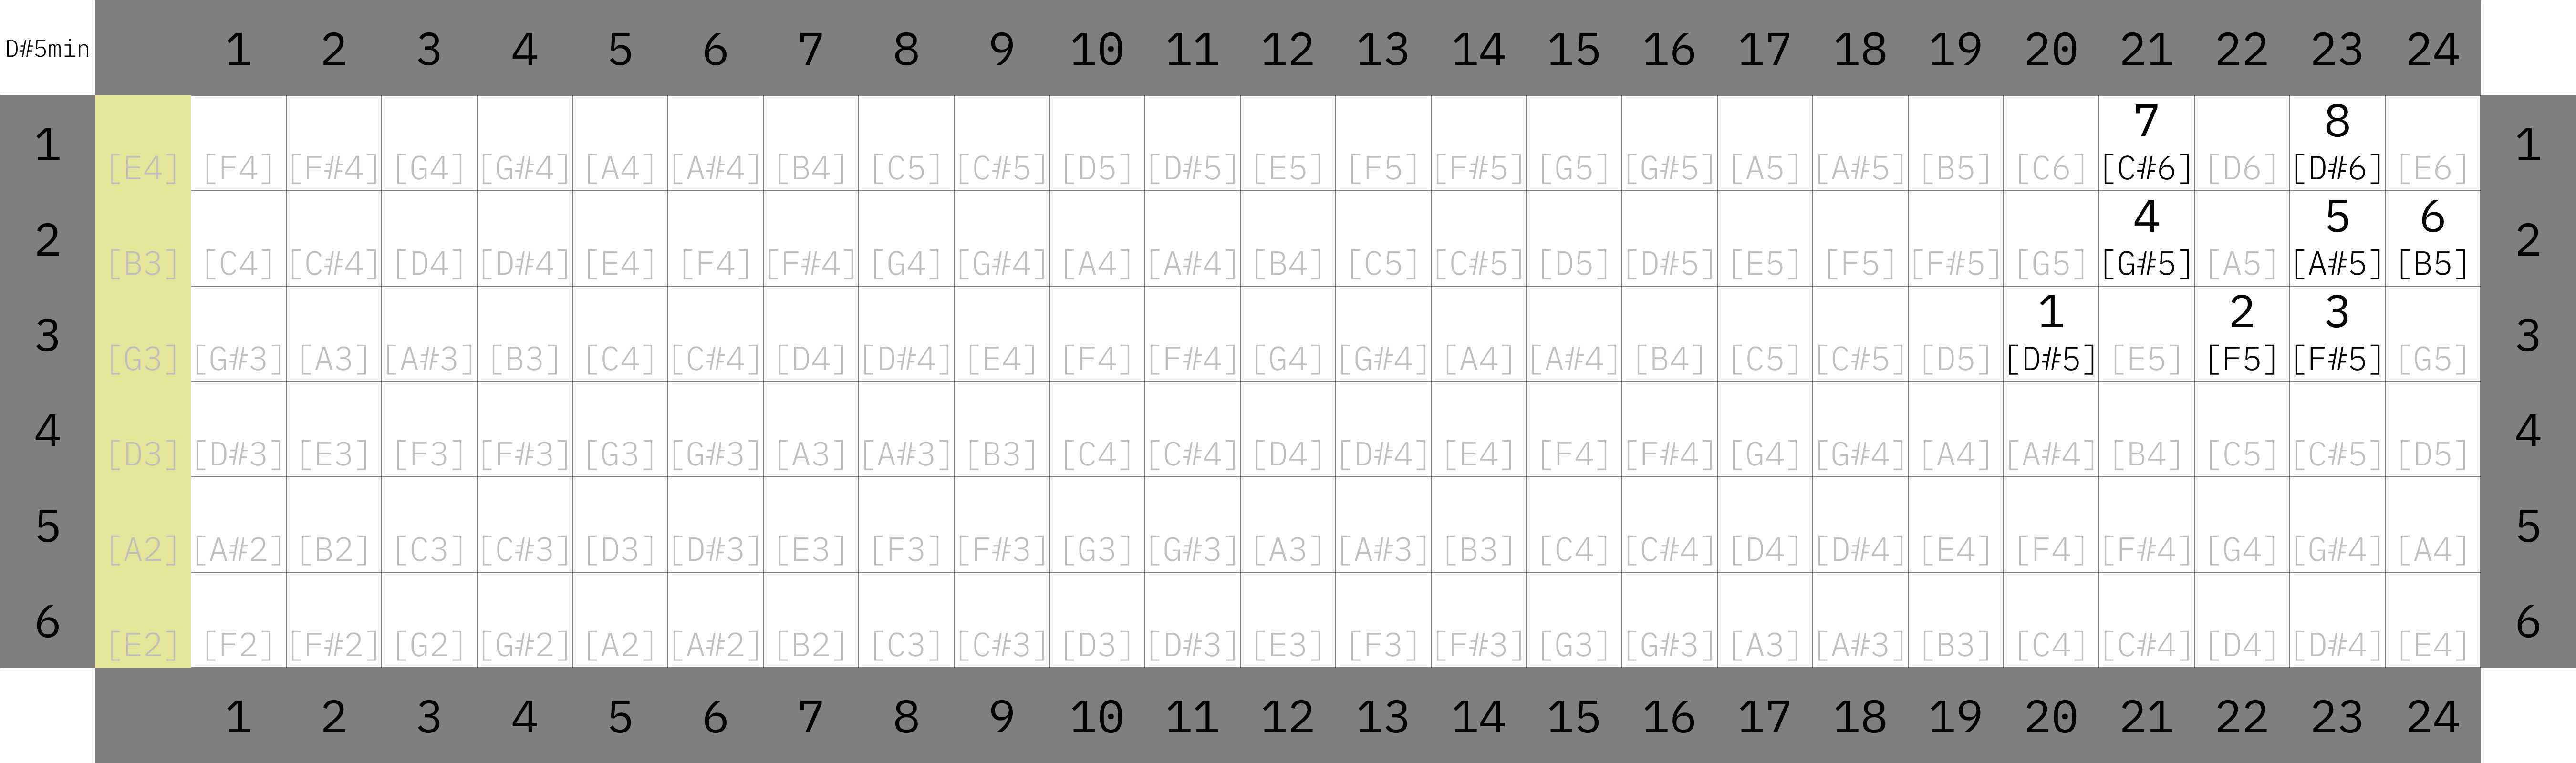 D#5min 1 2 3 4 5 6 7 8 9 10 11 12 13 14 15 16 17 18 19 20 21 22 23 24
7 8
1 [E4] [F4] [F#4] [G4] [G#4] [A4] [A#4] [B4] [C5] [C#5] [D5] [D#5] [E5] [F5] [F#5] [G5] [G#5] [A5] [A#5] [B5] [C6] [C#6] [D6] [D#6] [E6] 1
4 5 6
2 [B3] [C4] [C#4] [D4] [D#4] [E4] [F4] [F#4] [G4] [G#4] [A4] [A#4] [B4] [C5] [C#5] [D5] [D#5] [E5] [F5] [F#5] [G5] [G#5] [A5] [A#5] [B5] 2
1 2 3
3 [G3] [G#3] [A3] [A#3] [B3] [C4] [C#4] [D4] [D#4] [E4] [F4] [F#4] [G4] [G#4] [A4] [A#4] [B4] [C5] [C#5] [D5] [D#5] [E5] [F5] [F#5] [G5] 3
4 [D3] [D#3] [E3] [F3] [F#3] [G3] [G#3] [A3] [A#3] [B3] [C4] [C#4] [D4] [D#4] [E4] [F4] [F#4] [G4] [G#4] [A4] [A#4] [B4] [C5] [C#5] [D5] 4
5 [A2] [A#2] [B2] [C3] [C#3] [D3] [D#3] [E3] [F3] [F#3] [G3] [G#3] [A3] [A#3] [B3] [C4] [C#4] [D4] [D#4] [E4] [F4] [F#4] [G4] [G#4] [A4] 5
6 [E2] [F2] [F#2] [G2] [G#2] [A2] [A#2] [B2] [C3] [C#3] [D3] [D#3] [E3] [F3] [F#3] [G3] [G#3] [A3] [A#3] [B3] [C4] [C#4] [D4] [D#4] [E4] 6
1 2 3 4 5 6 7 8 9 10 11 12 13 14 15 16 17 18 19 20 21 22 23 24